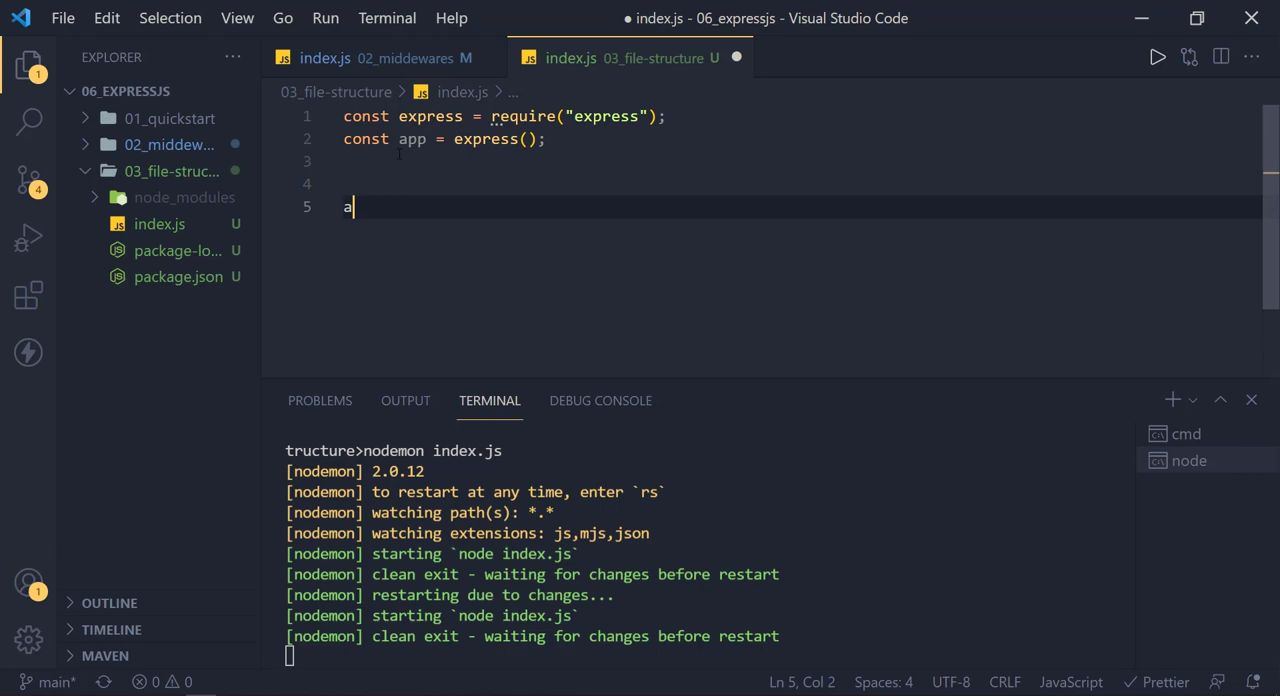 File Edit Selection View Go Run Terminal Help ● index.js - 06_expressjs - Visual Studio Code
EXPLORER ...
1
06_EXPRESSJS
01_quickstart
02_middew...
03_file-struc...
node_modules
index.js U
package-lo... U
package.json U
4
1
OUTLINE
TIMELINE
MAVEN
JS index.js 02_middewares M
JS index.js 03_file-structure U
03_file-structure > JS index.js > ...
1 const express = require("express");
2 const app = express();
3
4
5 a
PROBLEMS OUTPUT TERMINAL DEBUG CONSOLE
tructure>nodemon index.js
[nodemon] 2.0.12
[nodemon] to restart at any time, enter `rs`
[nodemon] watching path(s): *.*
[nodemon] watching extensions: js,mjs,json
[nodemon] starting `node index.js`
[nodemon] clean exit - waiting for changes before restart
[nodemon] restarting due to changes...
[nodemon] starting `node index.js`
[nodemon] clean exit - waiting for changes before restart
cmd
node
main* 0 0 Ln 5, Col 2 Spaces: 4 UTF-8 CRLF JavaScript Prettier